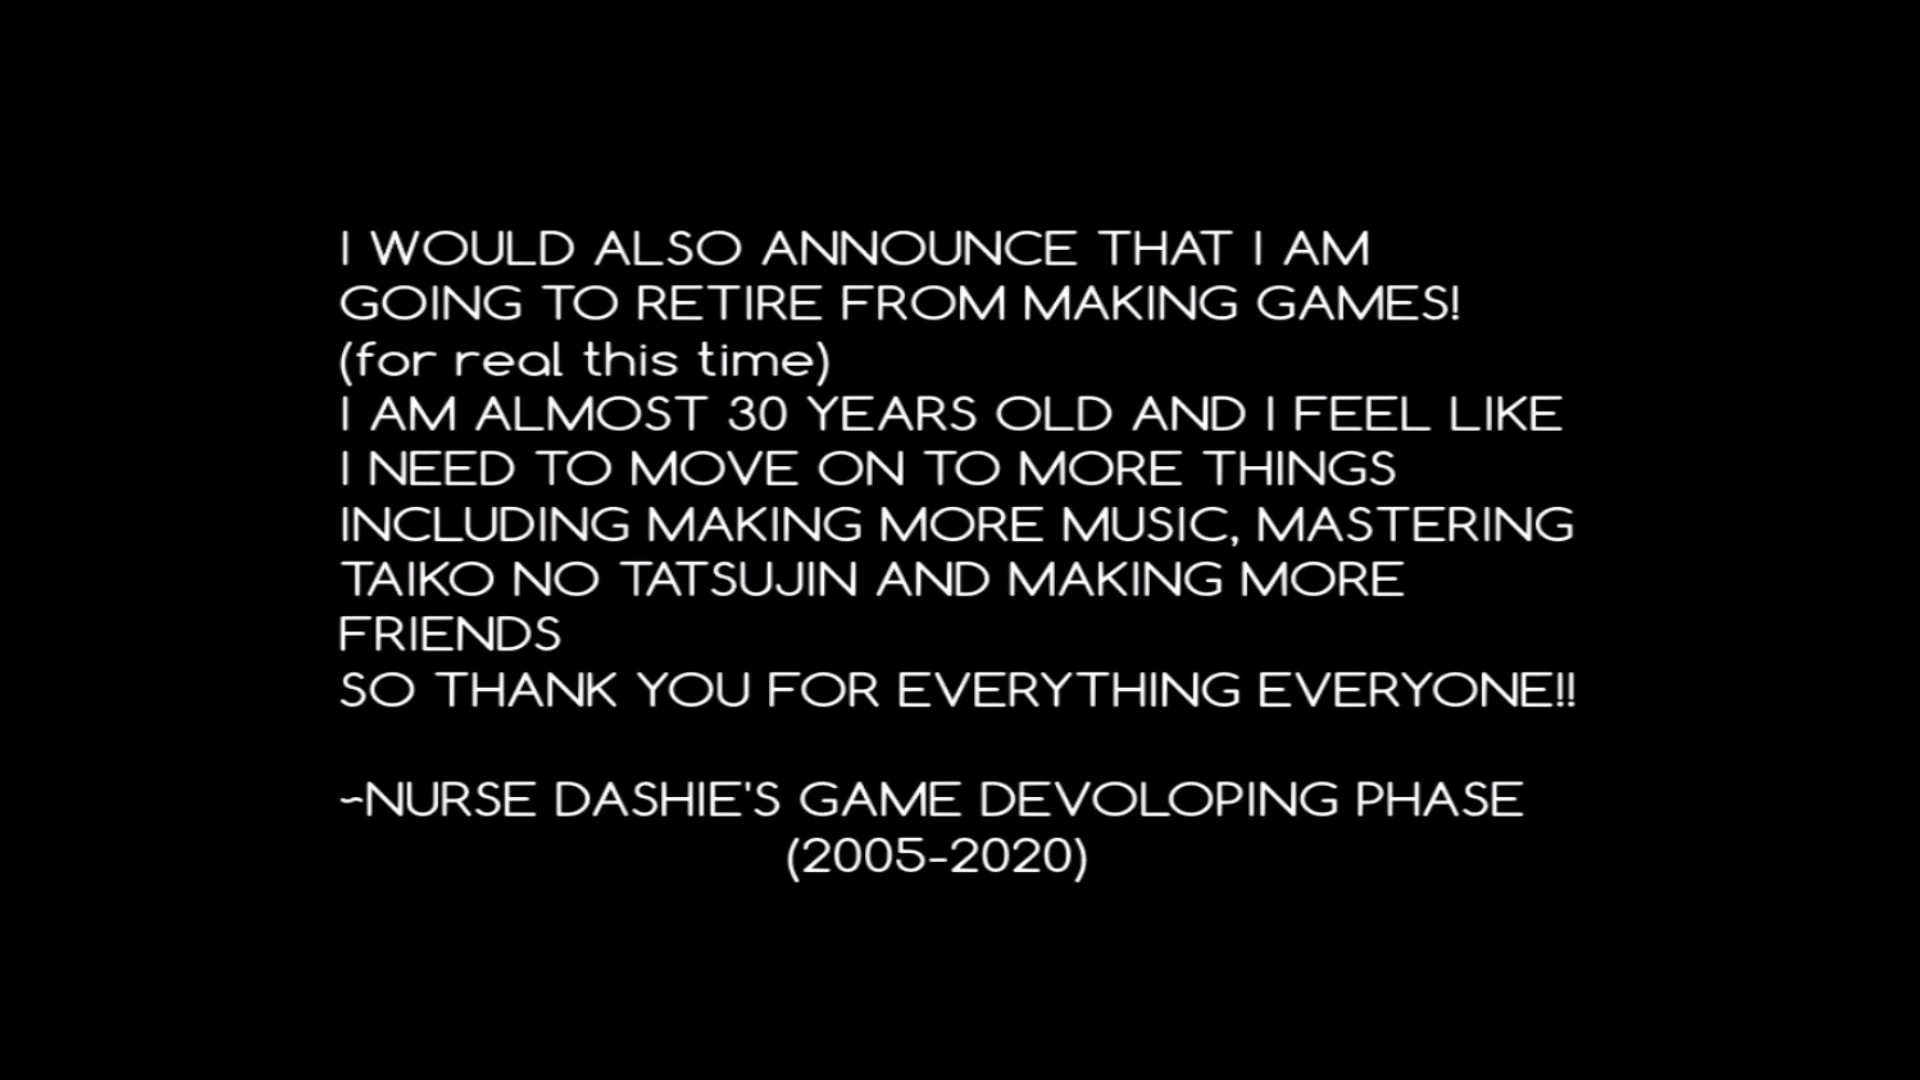 I WOULD ALSO ANNOUNCE THAT I AM
GOING TO RETIRE FROM MAKING GAMES!
(for real this time)
I AM ALMOST 30 YEARS OLD AND I FEEL LIKE
I NEED TO MOVE ON TO MORE THINGS
INCLUDING MAKING MORE MUSIC, MASTERING
TAIKO NO TATSUJIN AND MAKING MORE
FRIENDS
SO THANK YOU FOR EVERYTHING EVERYONE!!
~NURSE DASHIE'S GAME DEVOLOPING PHASE
(2005-2020)